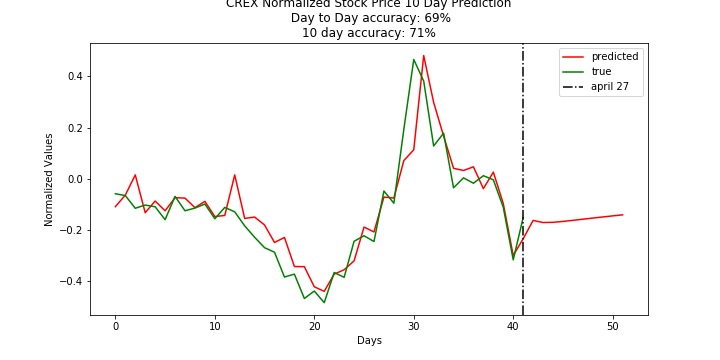 CREX Normalized Stock Price 10 Day Prediction
Day to Day accuracy: 69%
10 day accuracy: 71%
predicted
true
april 27
Normalized Values
0.4
0.2
0.0
−0.2
−0.4
0 10 20 30 40 50
Days